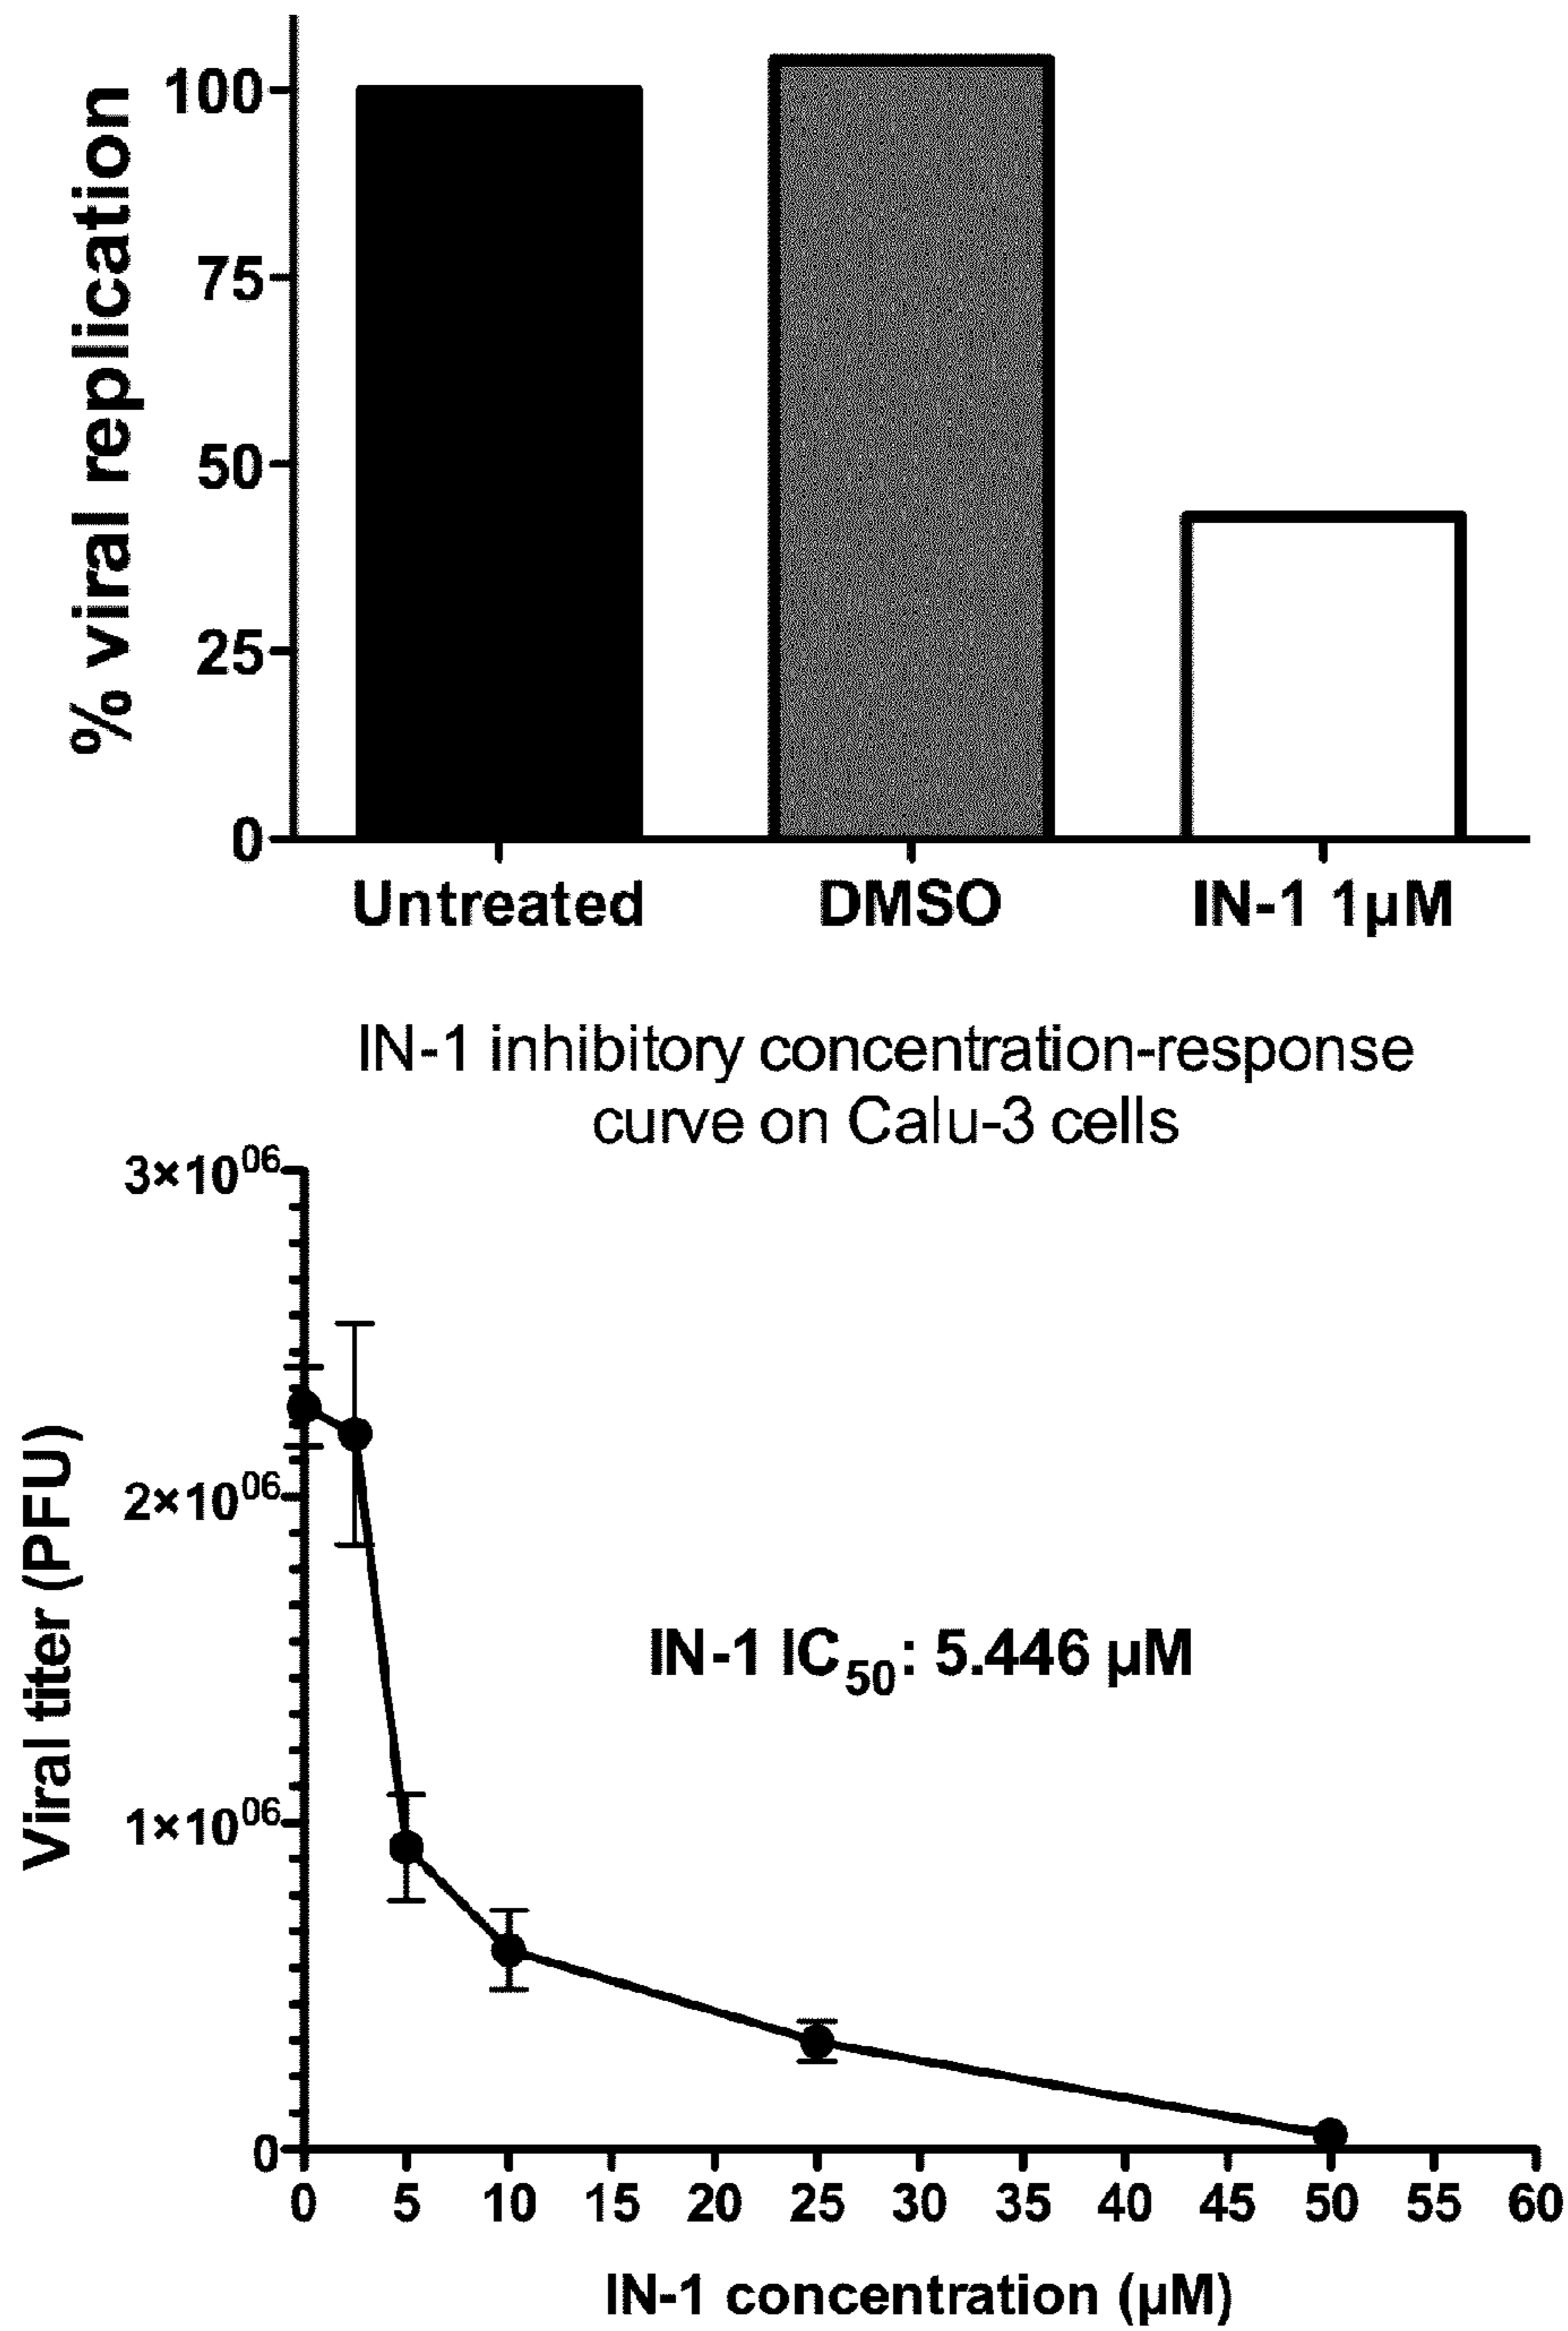 % viral replication
100
75
50
25
0
Untreated DMSO IN-1 1µM
IN-1 inhibitory concentration-response
curve on Calu-3 cells
Viral titer (PFU)
3×10⁰⁶
2×10⁰⁶
1×10⁰⁶
0
IN-1 IC₅₀: 5.446 µM
0 5 10 15 20 25 30 35 40 45 50 55 60
IN-1 concentration (µM)